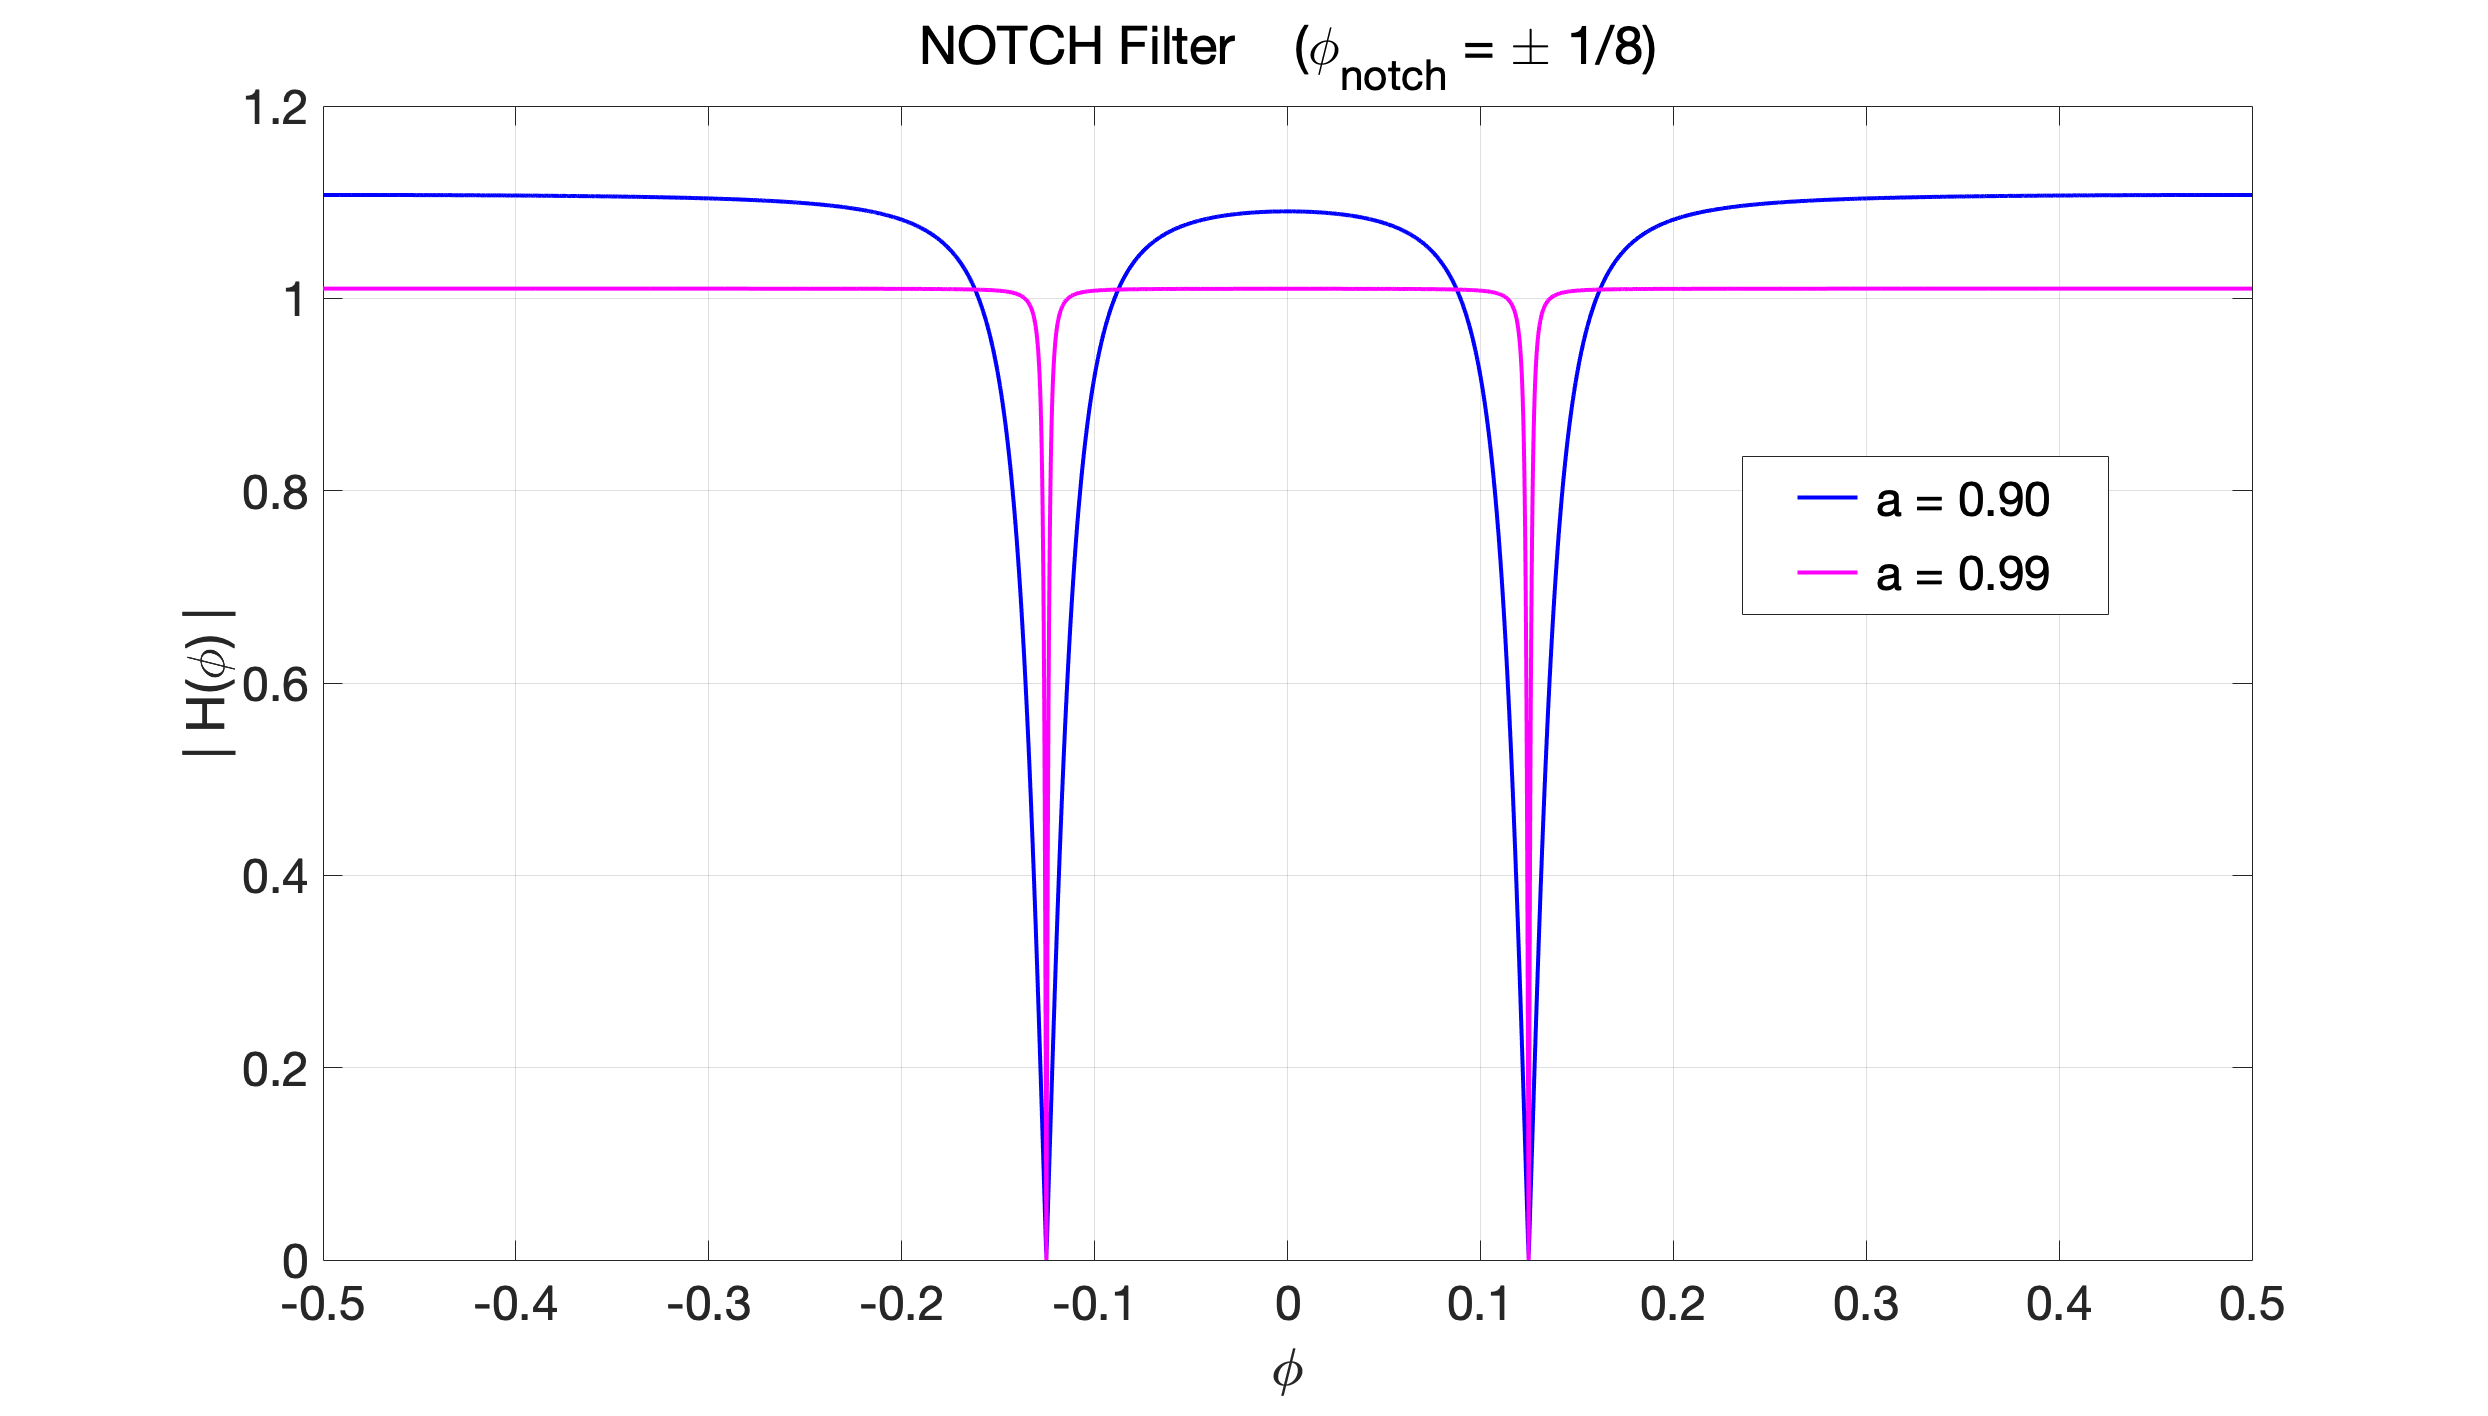 NOTCH Filter (ϕnotch = ± 1/8)
1.2
1
0.8
0.6
0.4
0.2
0
| H(ϕ) |
a = 0.90
a = 0.99
-0.5 -0.4 -0.3 -0.2 -0.1 0 0.1 0.2 0.3 0.4 0.5
ϕ